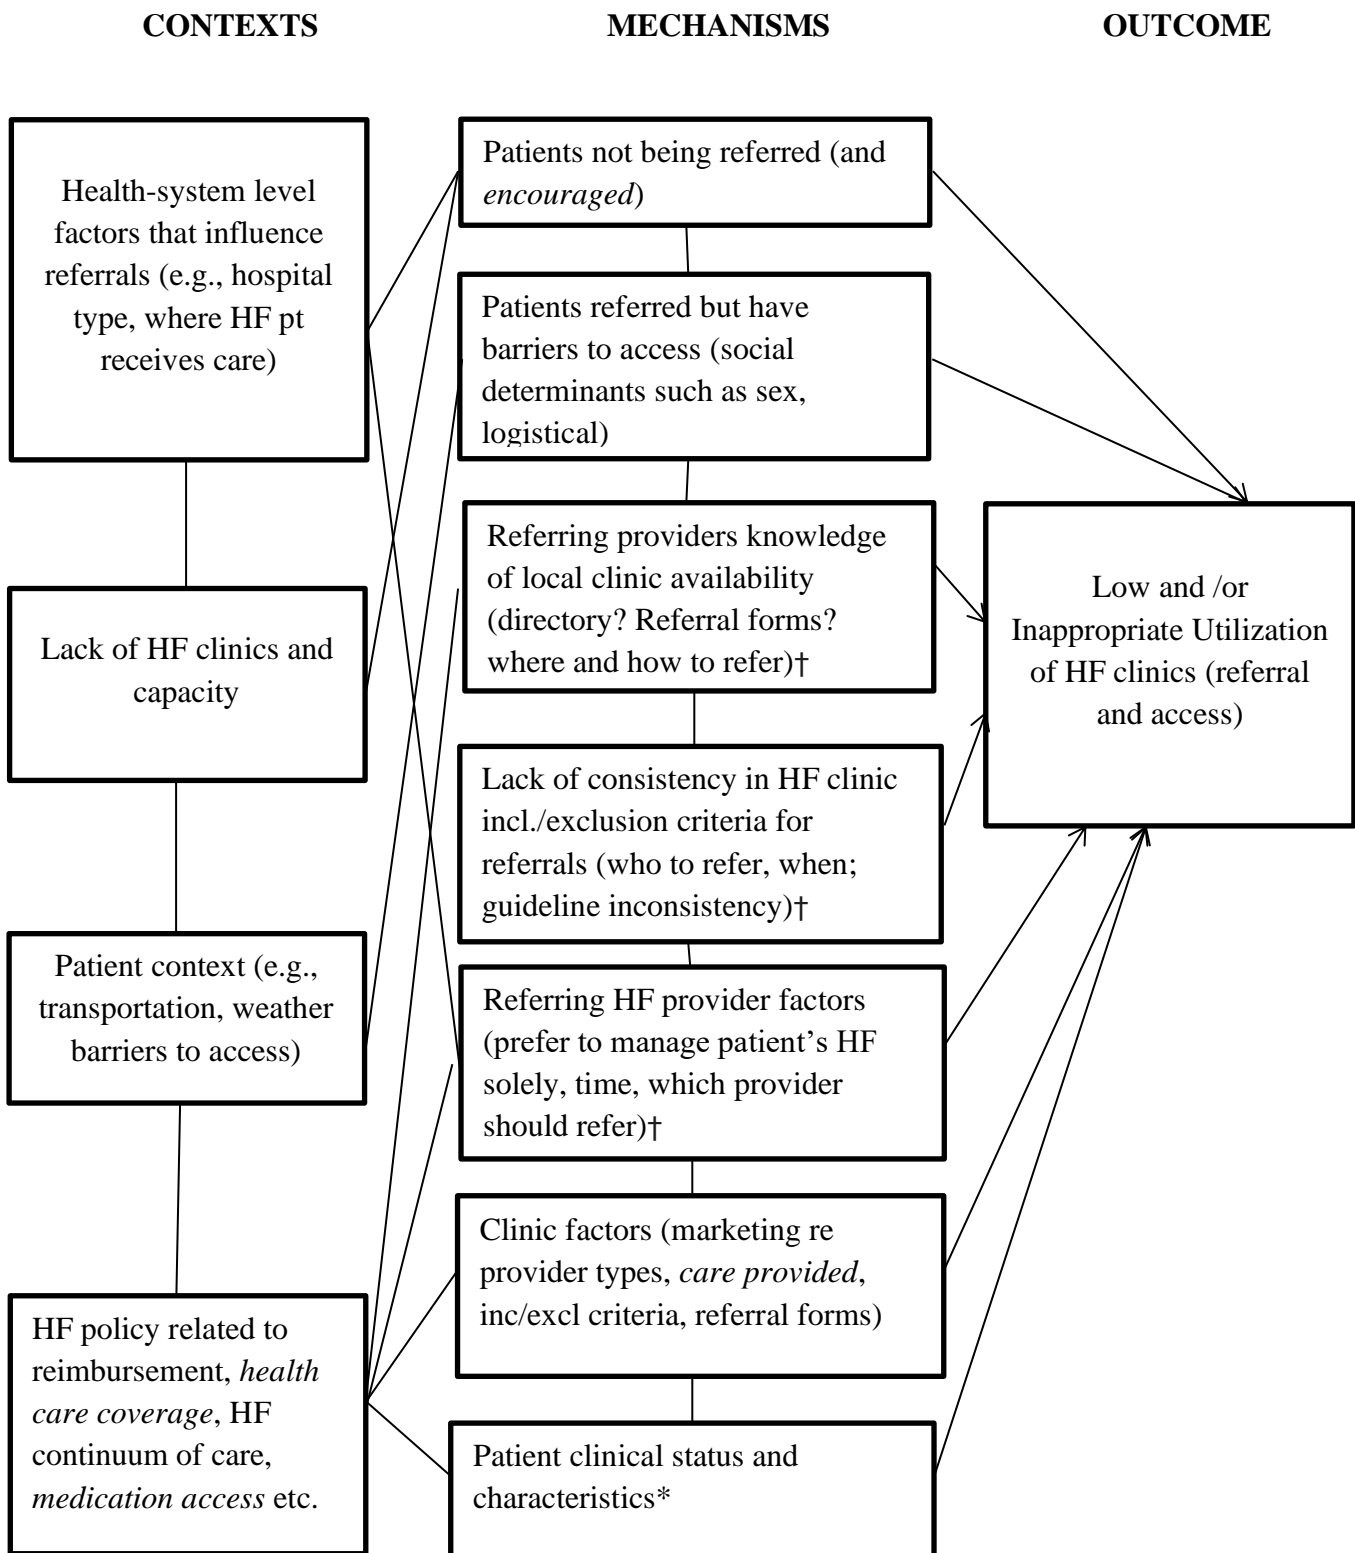 CONTEXTS
MECHANISMS
OUTCOME
Health-system level
factors that influence
referrals (e.g., hospital
type, where HF pt
receives care)
Lack of HF clinics and
capacity
Patient context (e.g.,
transportation, weather
barriers to access)
HF policy related to
reimbursement, health
care coverage, HF
continuum of care,
medication access etc.
Patients not being referred (and
encouraged)
Patients referred but have
barriers to access (social
determinants such as sex,
logistical)
Referring providers knowledge
of local clinic availability
(directory? Referral forms?
where and how to refer)†
Lack of consistency in HF clinic
incl./exclusion criteria for
referrals (who to refer, when;
guideline inconsistency)†
Referring HF provider factors
(prefer to manage patient’s HF
solely, time, which provider
should refer)†
Clinic factors (marketing re
provider types, care provided,
inc/excl criteria, referral forms)
Patient clinical status and
characteristics*
Low and /or
Inappropriate Utilization
of HF clinics (referral
and access)